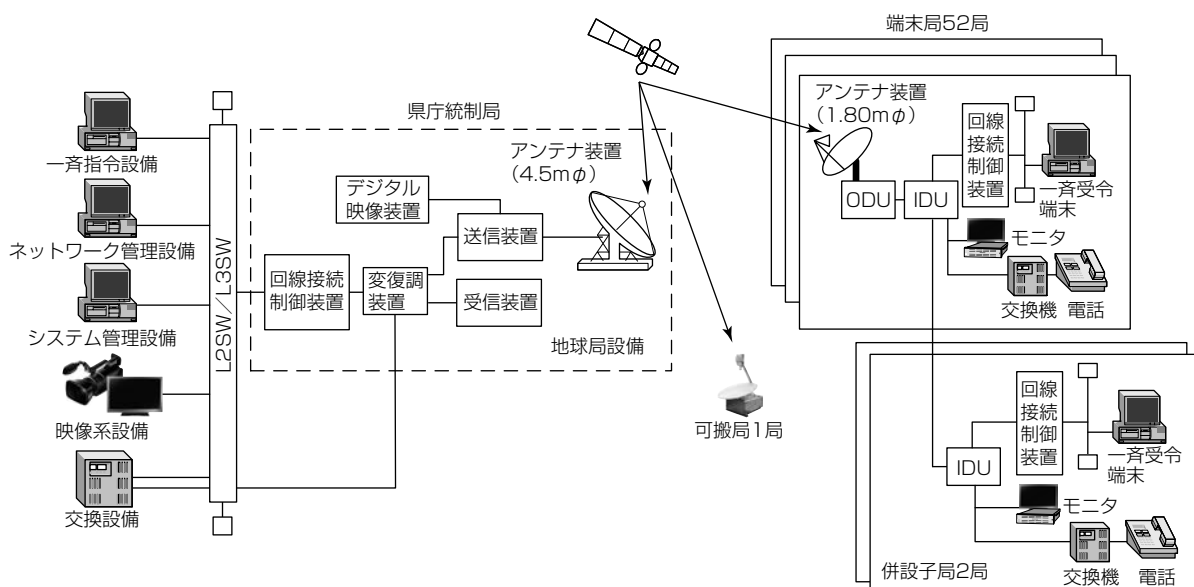 一斉指令設備
ネットワーク管理設備
システム管理設備
映像系設備
交換設備
L2SW/L3SW
県庁統制局
アンテナ装置
(4.5mφ)
デジタル
映像装置
送信装置
回線接続
制御装置
変復調
装置
受信装置
地球局設備
可搬局1局
端末局52局
アンテナ装置
(1.80mφ)
ODU
IDU
回線
接続
制御
装置
一斉受令
端末
モニタ
交換機
電話
IDU
回線
接続
制御
装置
一斉受令
端末
モニタ
交換機
電話
併設子局2局